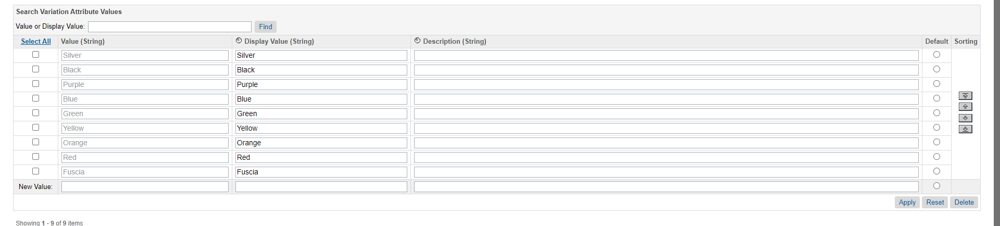 Search Variation Attribute Values
Value or Display Value: Find
Select All Value (String) Display Value (String) Description (String) Default Sorting
Silver Silver
Black Black
Purple Purple
Blue Blue
Green Green
Yellow Yellow
Orange Orange
Red Red
Fuscia Fuscia
New Value:
Apply Reset Delete
Showing 1 - 9 of 9 items